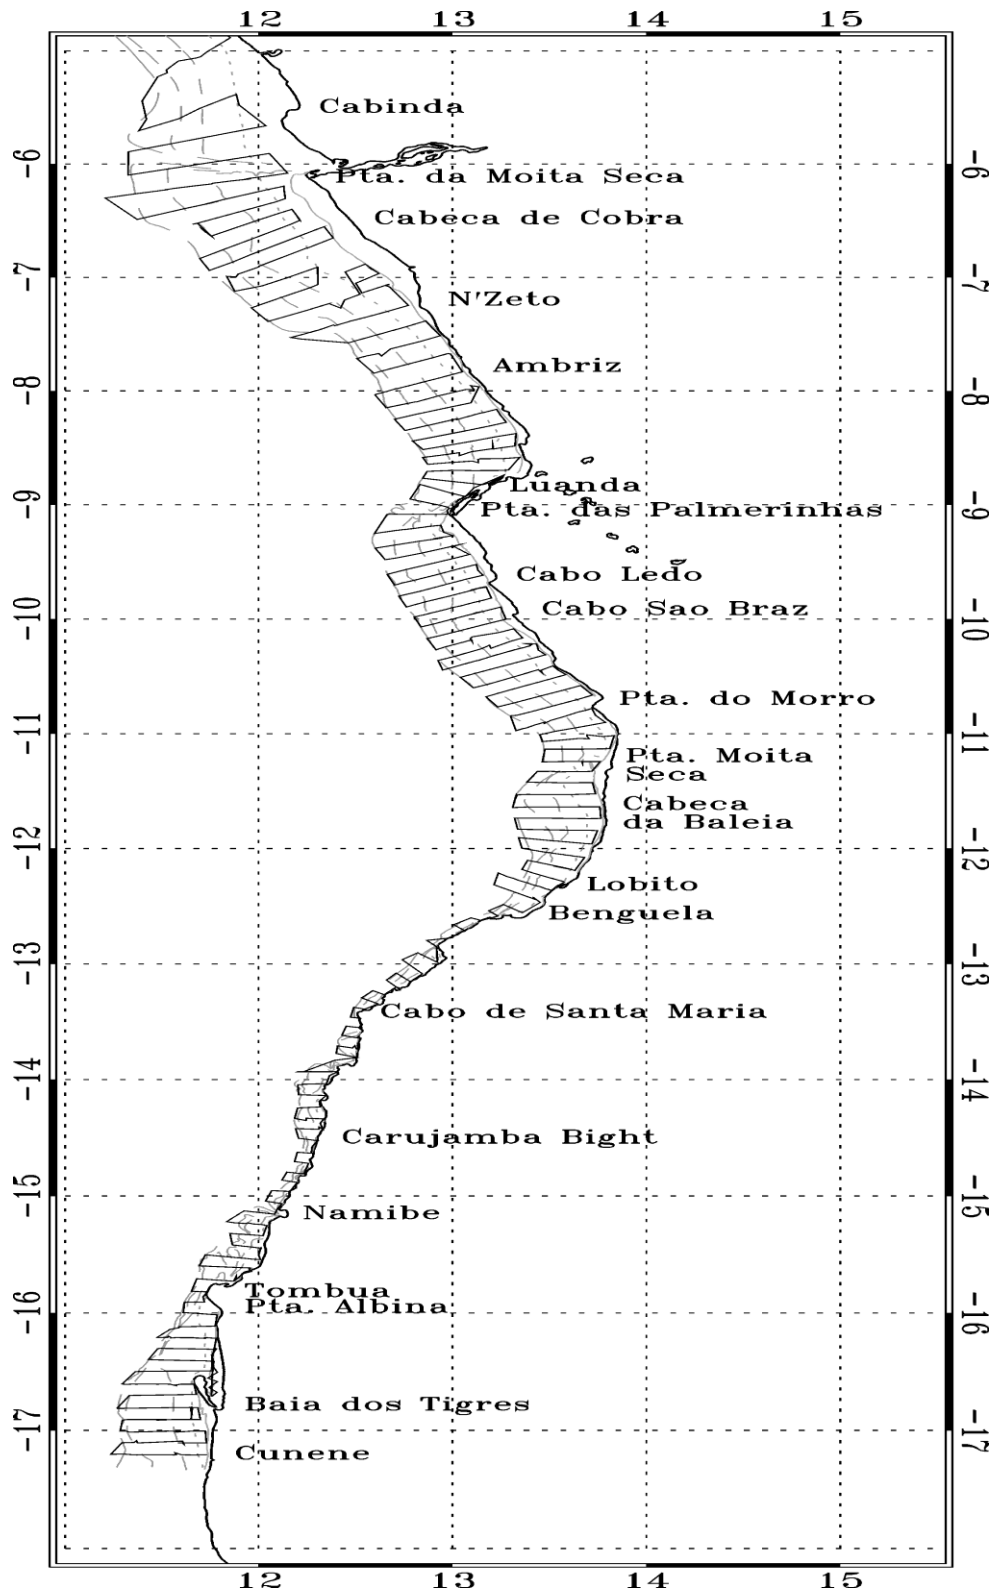 12 13 14 15
Cabinda
-6 -6
Pta. da Moita Seca
Cabeca de Cobra
-7 -7
N'Zeto
Ambriz
-8 -8
Luanda
-9 -9
Pta. das Palmerinhas
Cabo Ledo
Cabo Sao Braz
-10 -10
Pta. do Morro
-11 -11
Pta. Moita
Seca
Cabeca
da Baleia
-12 -12
Lobito
Benguela
-13 -13
Cabo de Santa Maria
-14 -14
Carujamba Bight
-15 -15
Namibe
Tombua
Pta. Albina
-16 -16
Baia dos Tigres
-17 -17
Cunene
12 13 14 15